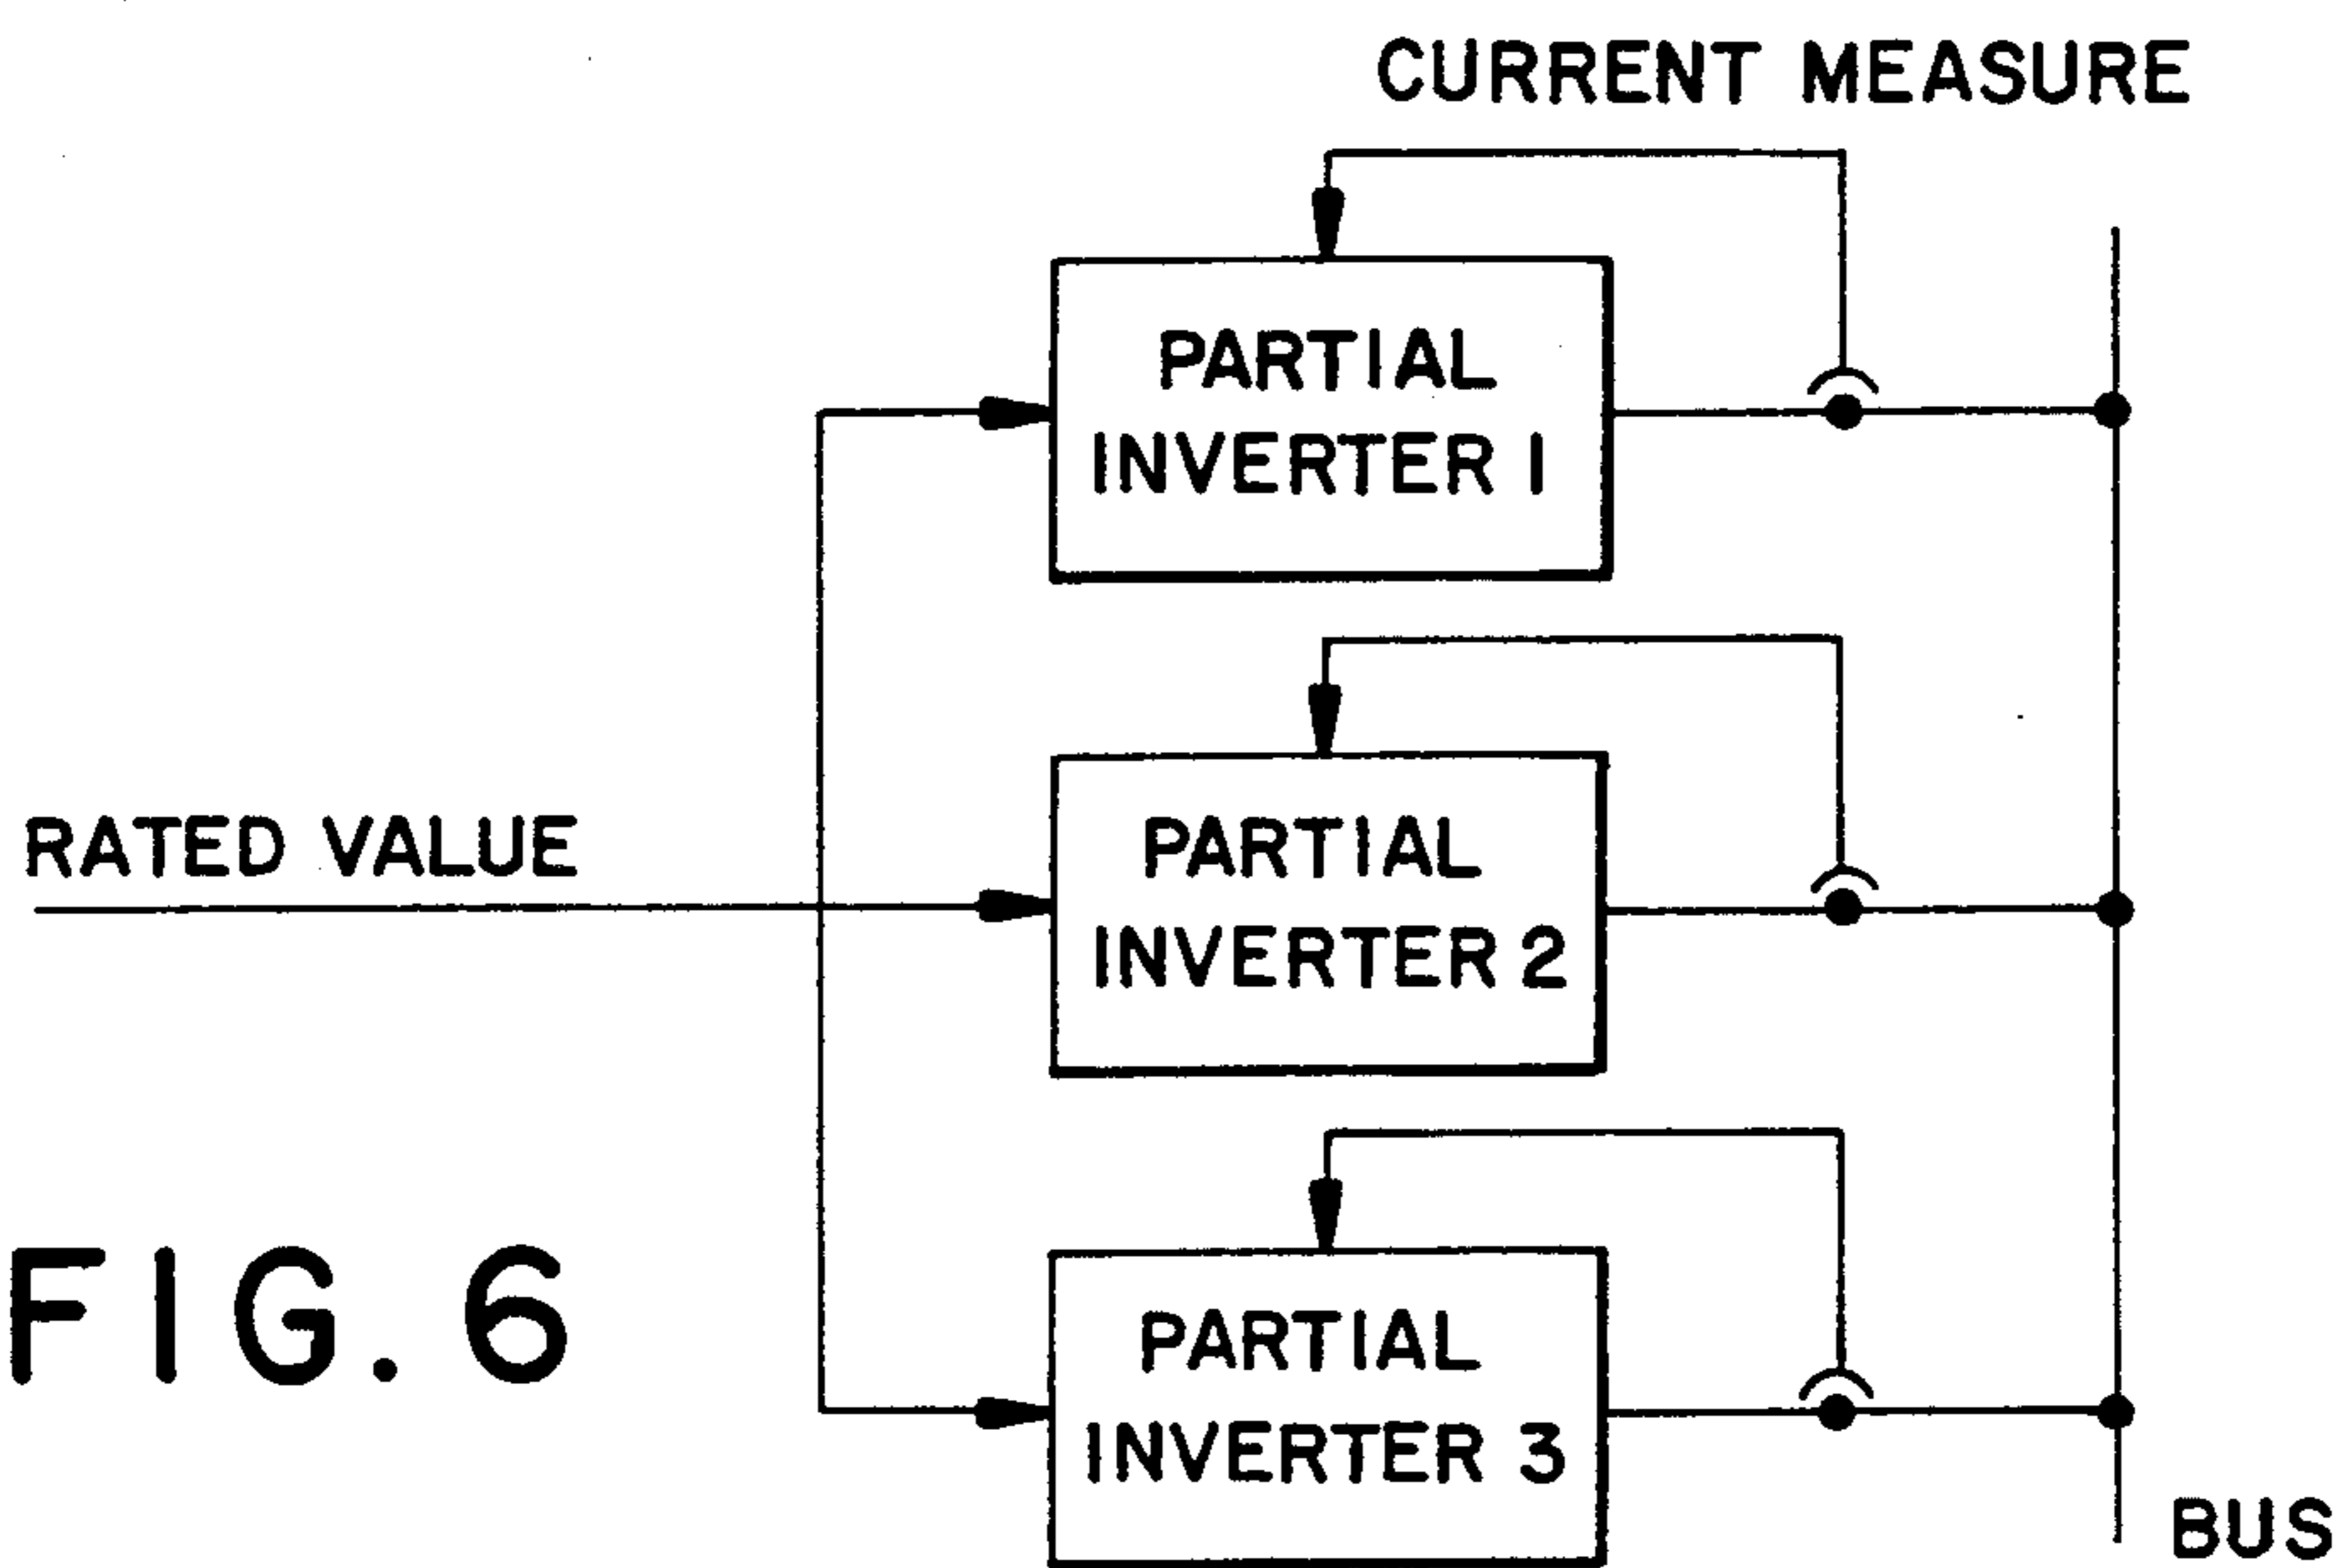 CURRENT MEASURE
PARTIAL
INVERTER 1
RATED VALUE
PARTIAL
INVERTER 2
PARTIAL
INVERTER 3
FIG. 6
BUS